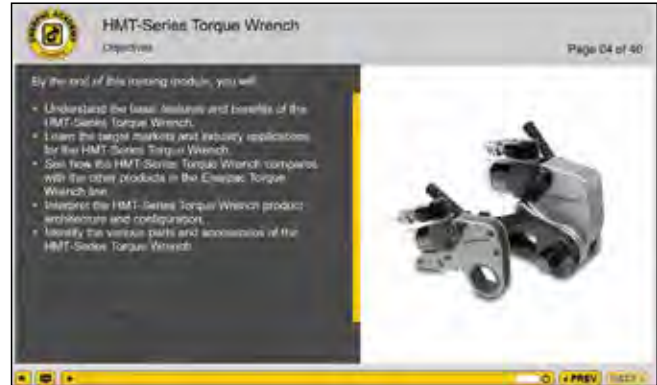 HMT-Series Torque Wrench
Objectives
Page 04 of 40
By the end of this training module, you will:
• Understand the basic features and benefits of the
HMT-Series Torque Wrench.
• Learn the target markets and industry applications
for the HMT-Series Torque Wrench.
• See how the HMT-Series Torque Wrench compares
with the other products in the Enerpac Torque
Wrench line.
• Interpret the HMT-Series Torque Wrench product
architecture and configuration.
• Identify the various parts and accessories of the
HMT-Series Torque Wrench.
PREV
NEXT